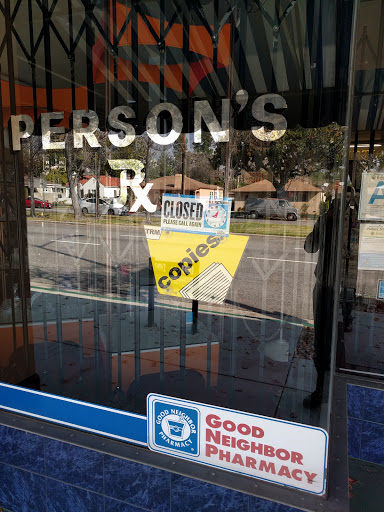 PERSON'S
Rx
CLOSED
PLEASE CALL AGAIN
copies
GOOD NEIGHBOR
PHARMACY
GOOD
NEIGHBOR
PHARMACY